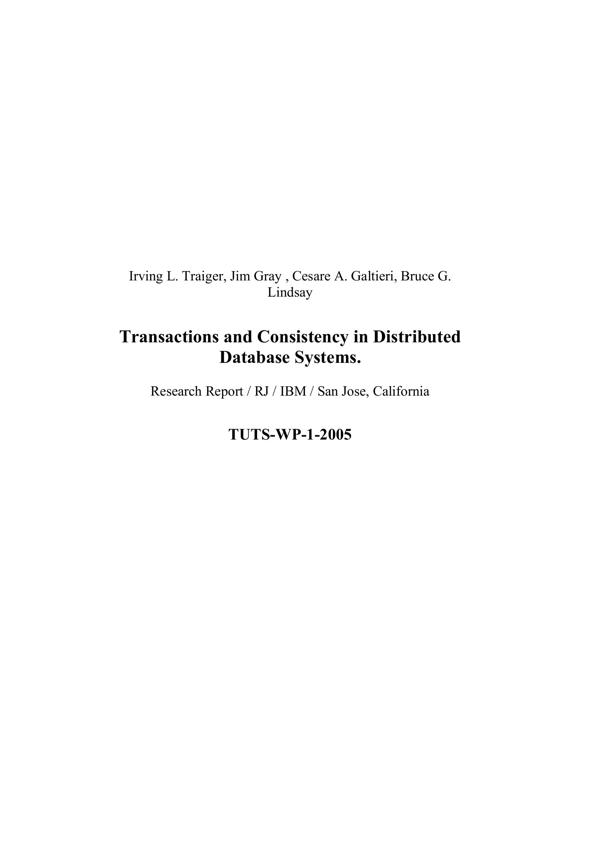 Irving L. Traiger, Jim Gray , Cesare A. Galtieri, Bruce G.
Lindsay
Transactions and Consistency in Distributed
Database Systems.
Research Report / RJ / IBM / San Jose, California
TUTS-WP-1-2005